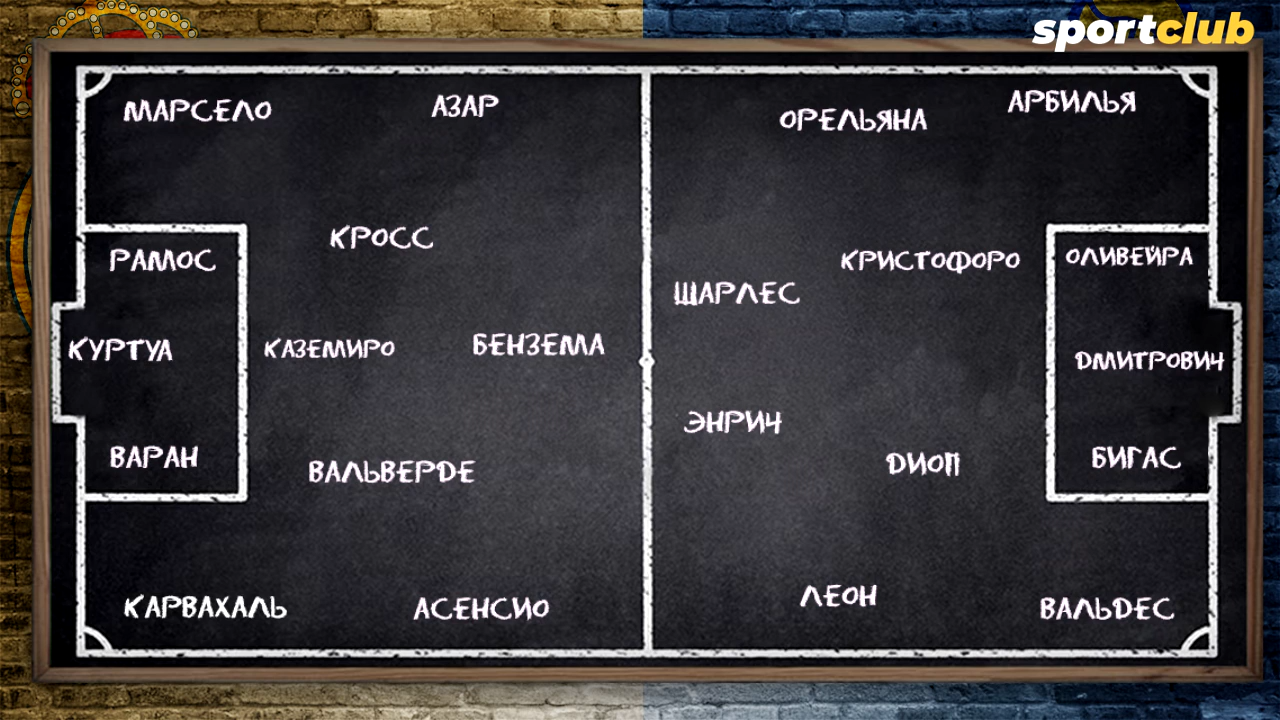 sportclub
МАРСЕЛО
АЗАР
КРОСС
РАМОС
КУРТУА
КАЗЕМИРО
БЕНЗЕМА
ВАРАН
ВАЛЬВЕРДЕ
КАРВАХАЛЬ
АСЕНСИО
ОРЕЛЬЯНА
АРБИЛЬЯ
ШАРЛЕС
КРИСТОФОРО
ОЛИВЕЙРА
ДМИТРОВИЧ
ЭНРИЧ
ДИОП
БИГАС
ЛЕОН
ВАЛЬДЕС